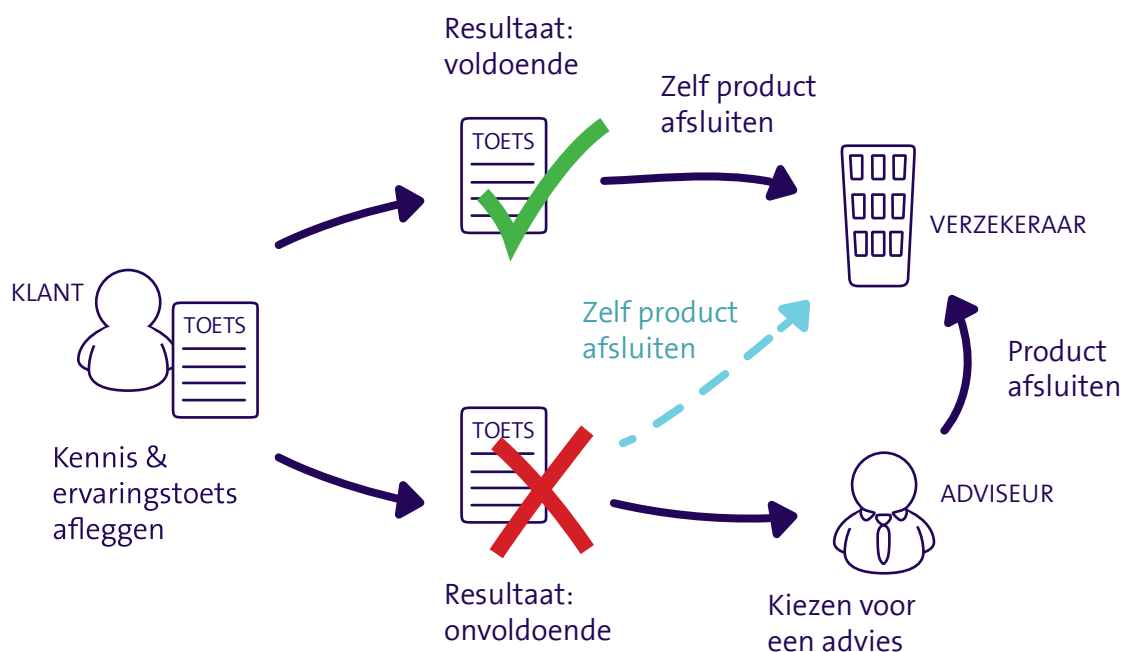 Resultaat:
voldoende
Zelf product
afsluiten
TOETS
VERZEKERAAR
KLANT
TOETS
Zelf product
afsluiten
Product
afsluiten
TOETS
Kennis &
ervaringstoets
afleggen
ADVISEUR
Resultaat:
onvoldoende
Kiezen voor
een advies